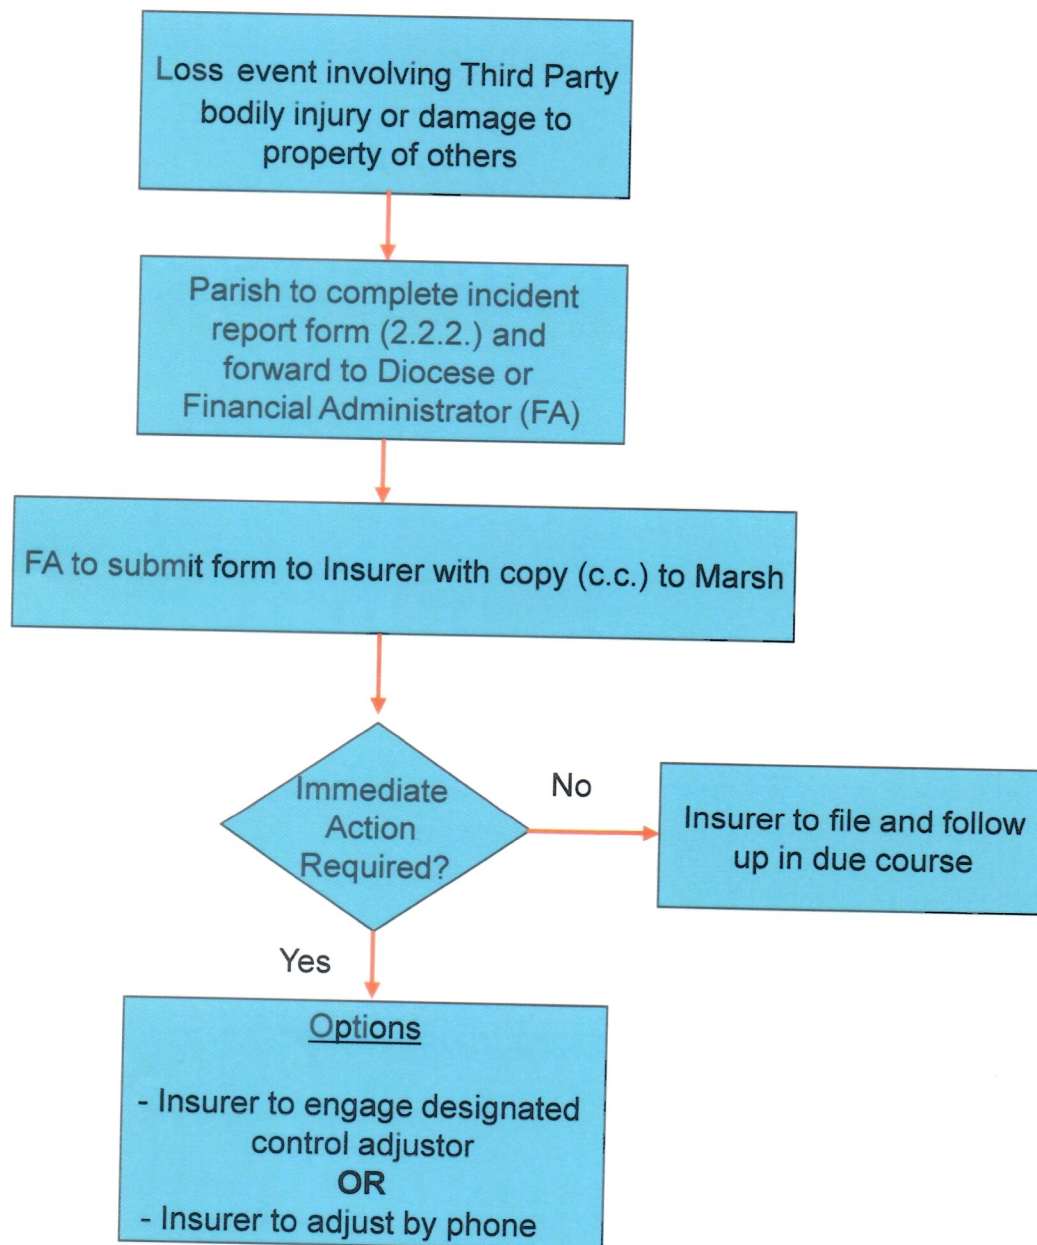 Loss event involving Third Party
bodily injury or damage to
property of others
Parish to complete incident
report form (2.2.2.) and
forward to Diocese or
Financial Administrator (FA)
FA to submit form to Insurer with copy (c.c.) to Marsh
Immediate
Action
Required?
No
Insurer to file and follow
up in due course
Yes
Options
- Insurer to engage designated
control adjustor
OR
- Insurer to adjust by phone